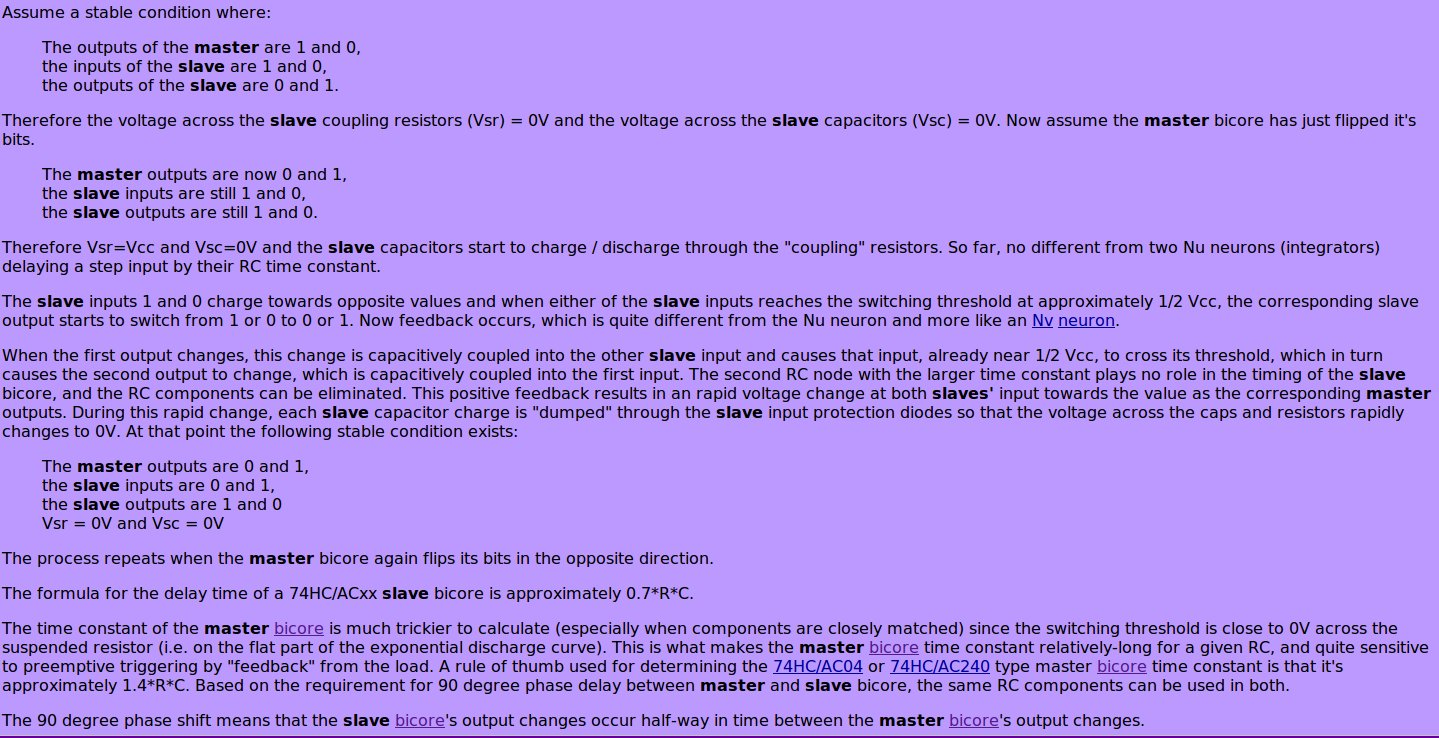 Assume a stable condition where:
The outputs of the master are 1 and 0,
the inputs of the slave are 1 and 0,
the outputs of the slave are 0 and 1.
Therefore the voltage across the slave coupling resistors (Vsr) = 0V and the voltage across the slave capacitors (Vsc) = 0V. Now assume the master bicore has just flipped it's
bits.
The master outputs are now 0 and 1,
the slave inputs are still 1 and 0,
the slave outputs are still 1 and 0.
Therefore Vsr=Vcc and Vsc=0V and the slave capacitors start to charge / discharge through the "coupling" resistors. So far, no different from two Nu neurons (integrators)
delaying a step input by their RC time constant.
The slave inputs 1 and 0 charge towards opposite values and when either of the slave inputs reaches the switching threshold at approximately 1/2 Vcc, the corresponding slave
output starts to switch from 1 or 0 to 0 or 1. Now feedback occurs, which is quite different from the Nu neuron and more like an Nv neuron.
When the first output changes, this change is capacitively coupled into the other slave input and causes that input, already near 1/2 Vcc, to cross its threshold, which in turn
causes the second output to change, which is capacitively coupled into the first input. The second RC node with the larger time constant plays no role in the timing of the slave
bicore, and the RC components can be eliminated. This positive feedback results in an rapid voltage change at both slaves' input towards the value as the corresponding master
outputs. During this rapid change, each slave capacitor charge is "dumped" through the slave input protection diodes so that the voltage across the caps and resistors rapidly
changes to 0V. At that point the following stable condition exists:
The master outputs are 0 and 1,
the slave inputs are 0 and 1,
the slave outputs are 1 and 0
Vsr = 0V and Vsc = 0V
The process repeats when the master bicore again flips its bits in the opposite direction.
The formula for the delay time of a 74HC/ACxx slave bicore is approximately 0.7*R*C.
The time constant of the master bicore is much trickier to calculate (especially when components are closely matched) since the switching threshold is close to 0V across the
suspended resistor (i.e. on the flat part of the exponential discharge curve). This is what makes the master bicore time constant relatively-long for a given RC, and quite sensitive
to preemptive triggering by "feedback" from the load. A rule of thumb used for determining the 74HC/AC04 or 74HC/AC240 type master bicore time constant is that it's
approximately 1.4*R*C. Based on the requirement for 90 degree phase delay between master and slave bicore, the same RC components can be used in both.
The 90 degree phase shift means that the slave bicore's output changes occur half-way in time between the master bicore's output changes.